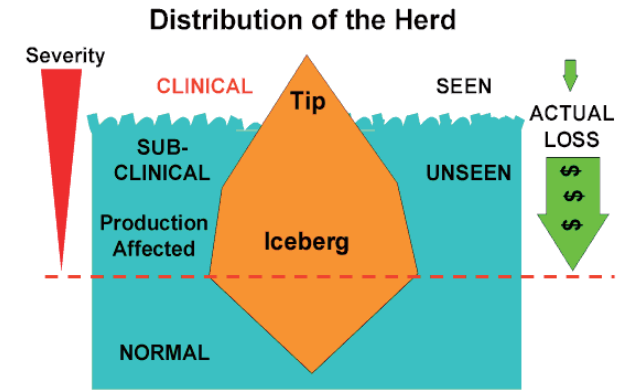 Distribution of the Herd
Severity
CLINICAL
Tip
SEEN
ACTUAL
LOSS
SUB-
CLINICAL
UNSEEN
$
$
$
Production
Affected
Iceberg
NORMAL